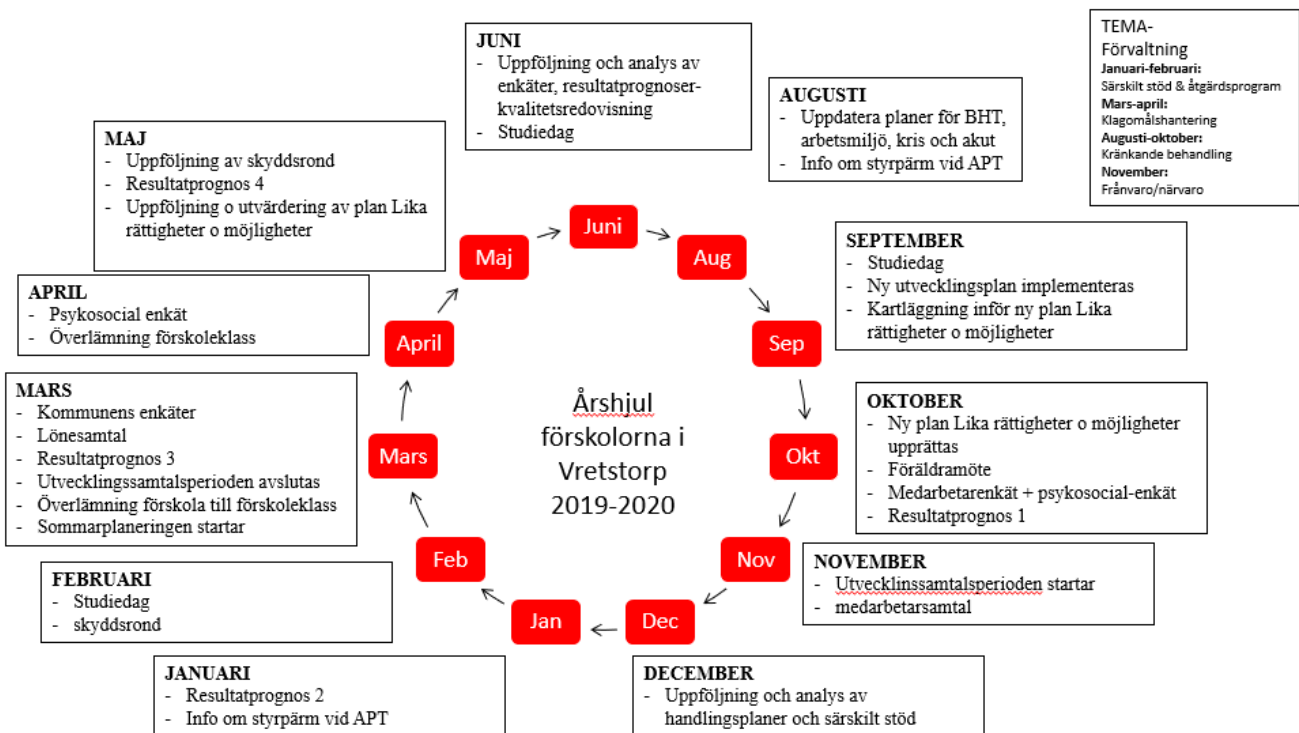 JUNI
- Uppföljning och analys av
enkäter, resultatprognoser-
kvalitetsredovisning
- Studiedag
TEMA-
Förvaltning
Januari-februari:
Särskilt stöd & åtgärdsprogram
Mars-april:
Klagomålshantering
Augusti-oktober:
Kränkande behandling
November:
Frånvaro/närvaro
AUGUSTI
- Uppdatera planer för BHT,
arbetsmiljö, kris och akut
- Info om styrpärm vid APT
MAJ
- Uppföljning av skyddsrond
- Resultatprognos 4
- Uppföljning o utvärdering av plan Lika
rättigheter o möjligheter
SEPTEMBER
- Studiedag
- Ny utvecklingsplan implementeras
- Kartläggning inför ny plan Lika
rättigheter o möjligheter
APRIL
- Psykosocial enkät
- Överlämning förskoleklass
MARS
- Kommunens enkäter
- Lönesamtal
- Resultatprognos 3
- Utvecklingssamtalsperioden avslutas
- Överlämning förskola till förskoleklass
- Sommarplaneringen startar
OKTOBER
- Ny plan Lika rättigheter o möjligheter
upprättas
- Föräldramöte
- Medarbetarenkät + psykosocial-enkät
- Resultatprognos 1
FEBRUARI
- Studiedag
- skyddsrond
NOVEMBER
- Utvecklinssamtalsperioden startar
- medarbetarsamtal
JANUARI
- Resultatprognos 2
- Info om styrpärm vid APT
DECEMBER
- Uppföljning och analys av
handlingsplaner och särskilt stöd
Juni
Aug
Sep
Okt
Nov
Dec
Jan
Feb
Mars
April
Maj
Årshjul
förskolorna i
Vretstorp
2019-2020